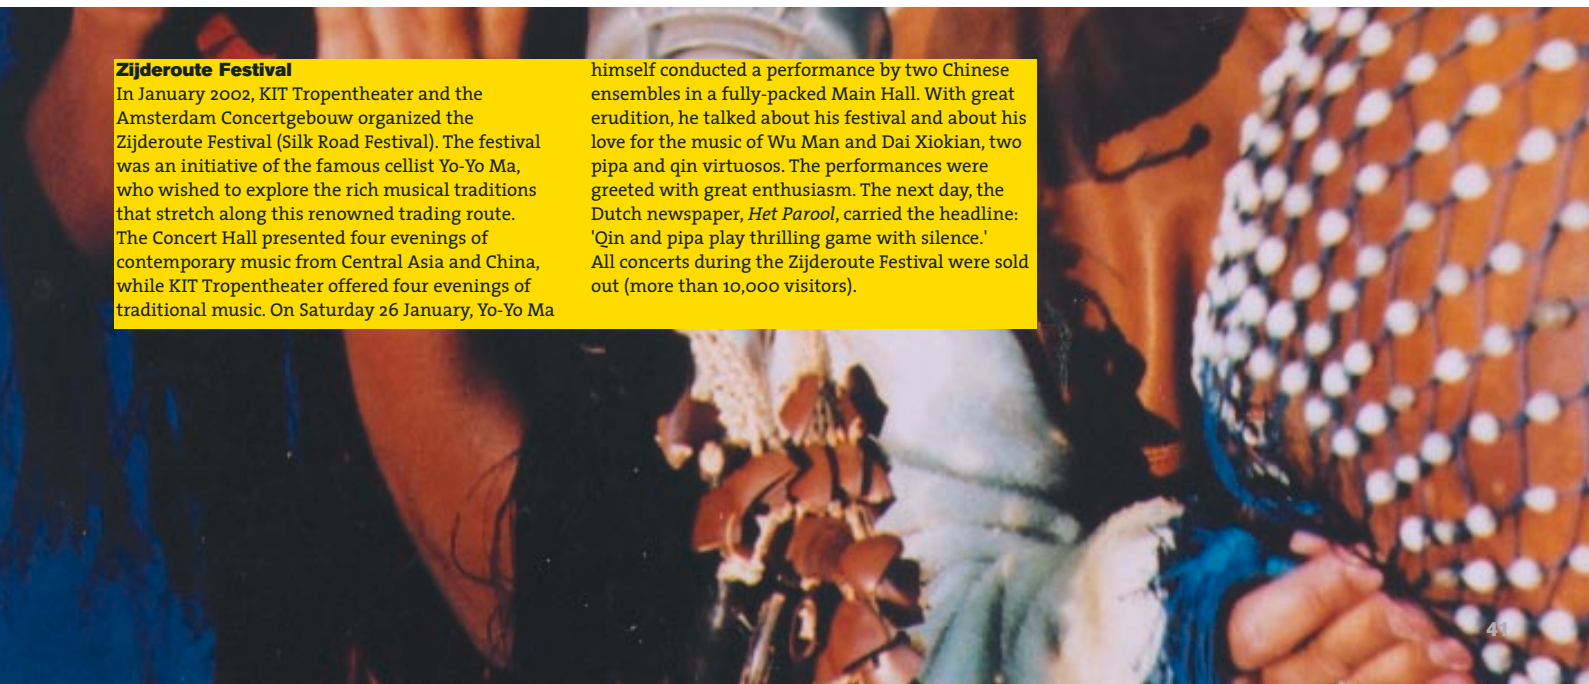 Zijderoute Festival
In January 2002, KIT Tropentheater and the
Amsterdam Concertgebouw organized the
Zijderoute Festival (Silk Road Festival). The festival
was an initiative of the famous cellist Yo-Yo Ma,
who wished to explore the rich musical traditions
that stretch along this renowned trading route.
The Concert Hall presented four evenings of
contemporary music from Central Asia and China,
while KIT Tropentheater offered four evenings of
traditional music. On Saturday 26 January, Yo-Yo Ma
himself conducted a performance by two Chinese
ensembles in a fully-packed Main Hall. With great
erudition, he talked about his festival and about his
love for the music of Wu Man and Dai Xiokian, two
pipa and qin virtuosos. The performances were
greeted with great enthusiasm. The next day, the
Dutch newspaper, Het Parool, carried the headline:
'Qin and pipa play thrilling game with silence.'
All concerts during the Zijderoute Festival were sold
out (more than 10,000 visitors).
41